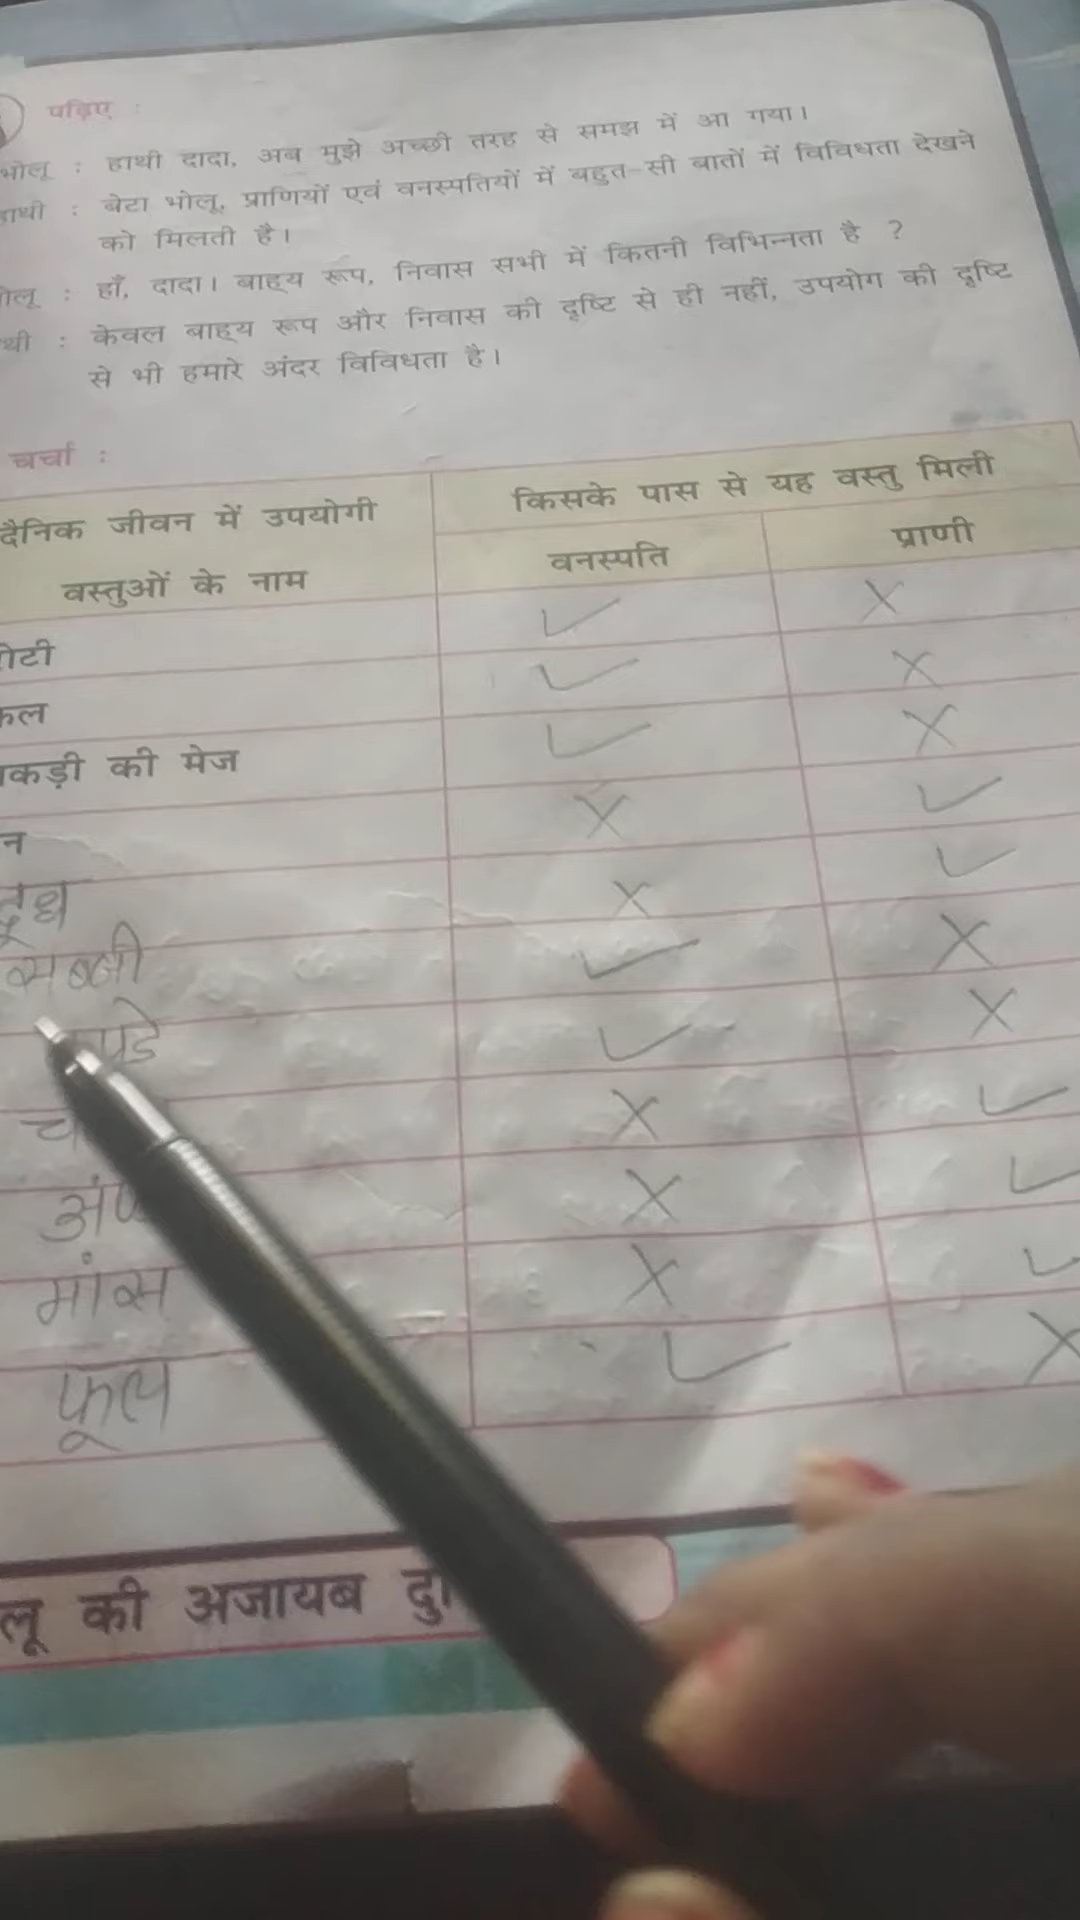 पढ़िए :
भोलू : हाथी दादा, अब मुझे अच्छी तरह से समझ में आ गया।
हाथी : बेटा भोलू, प्राणियों एवं वनस्पतियों में बहुत-सी बातों में विविधता देखने
को मिलती है।
: हाँ, दादा। बाह्य रूप, निवास सभी में कितनी विभिन्नता है ?
: केवल बाह्य रूप और निवास की दृष्टि से ही नहीं, उपयोग की दृष्टि
से भी हमारे अंदर विविधता है।
चर्चा :
दैनिक जीवन में उपयोगी
वस्तुओं के नाम
किसके पास से यह वस्तु मिली
वनस्पति
प्राणी
की मेज
दूध
सब्जी
मांस
फूल
की अजायब